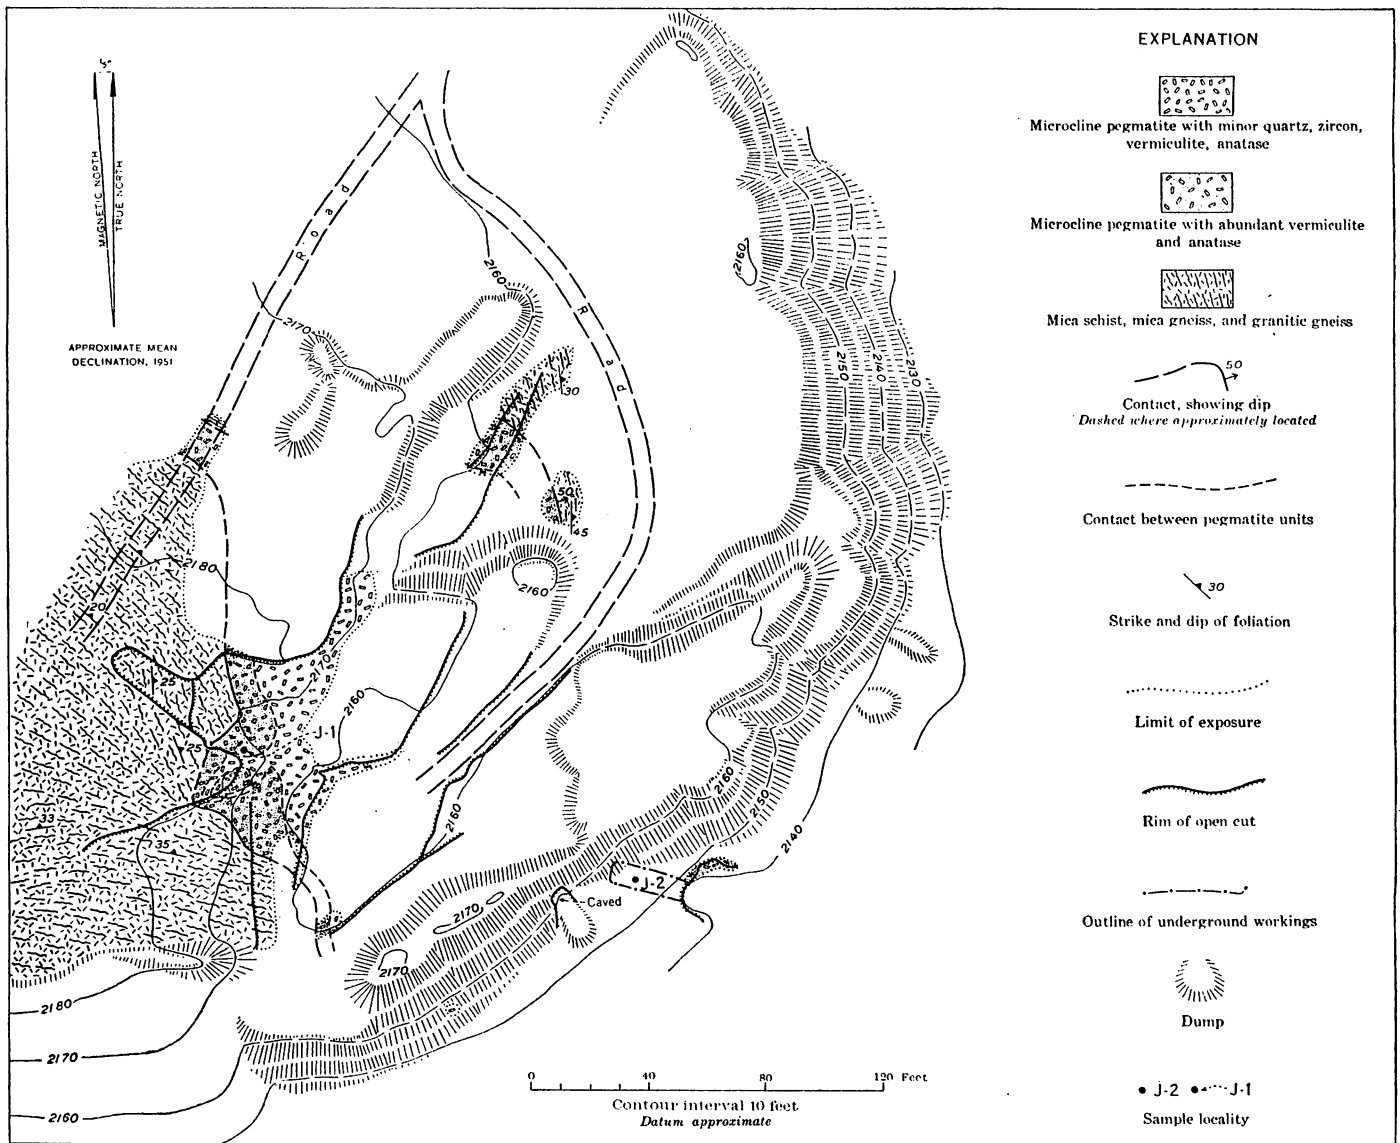 ½°
MAGNETIC NORTH
TRUE NORTH
APPROXIMATE MEAN
DECLINATION, 1951
Road
Road
2160
2170
2160
2150
2140
2130
30
50
45
2180
20
2160
25
2170
2160
J-1
25
33
35
2160
2160
2150
2140
J-2
Caved
2170
2170
2180
2170
2160
0 40 80 120 Feet
Contour interval 10 feet
Datum approximate
EXPLANATION
Microcline pegmatite with minor quartz, zircon,
vermiculite, anatase
Microcline pegmatite with abundant vermiculite
and anatase
Mica schist, mica gneiss, and granitic gneiss
50
Contact, showing dip
Dashed where approximately located
Contact between pegmatite units
30
Strike and dip of foliation
Limit of exposure
Rim of open cut
Outline of underground workings
Dump
J-2 J-1
Sample locality